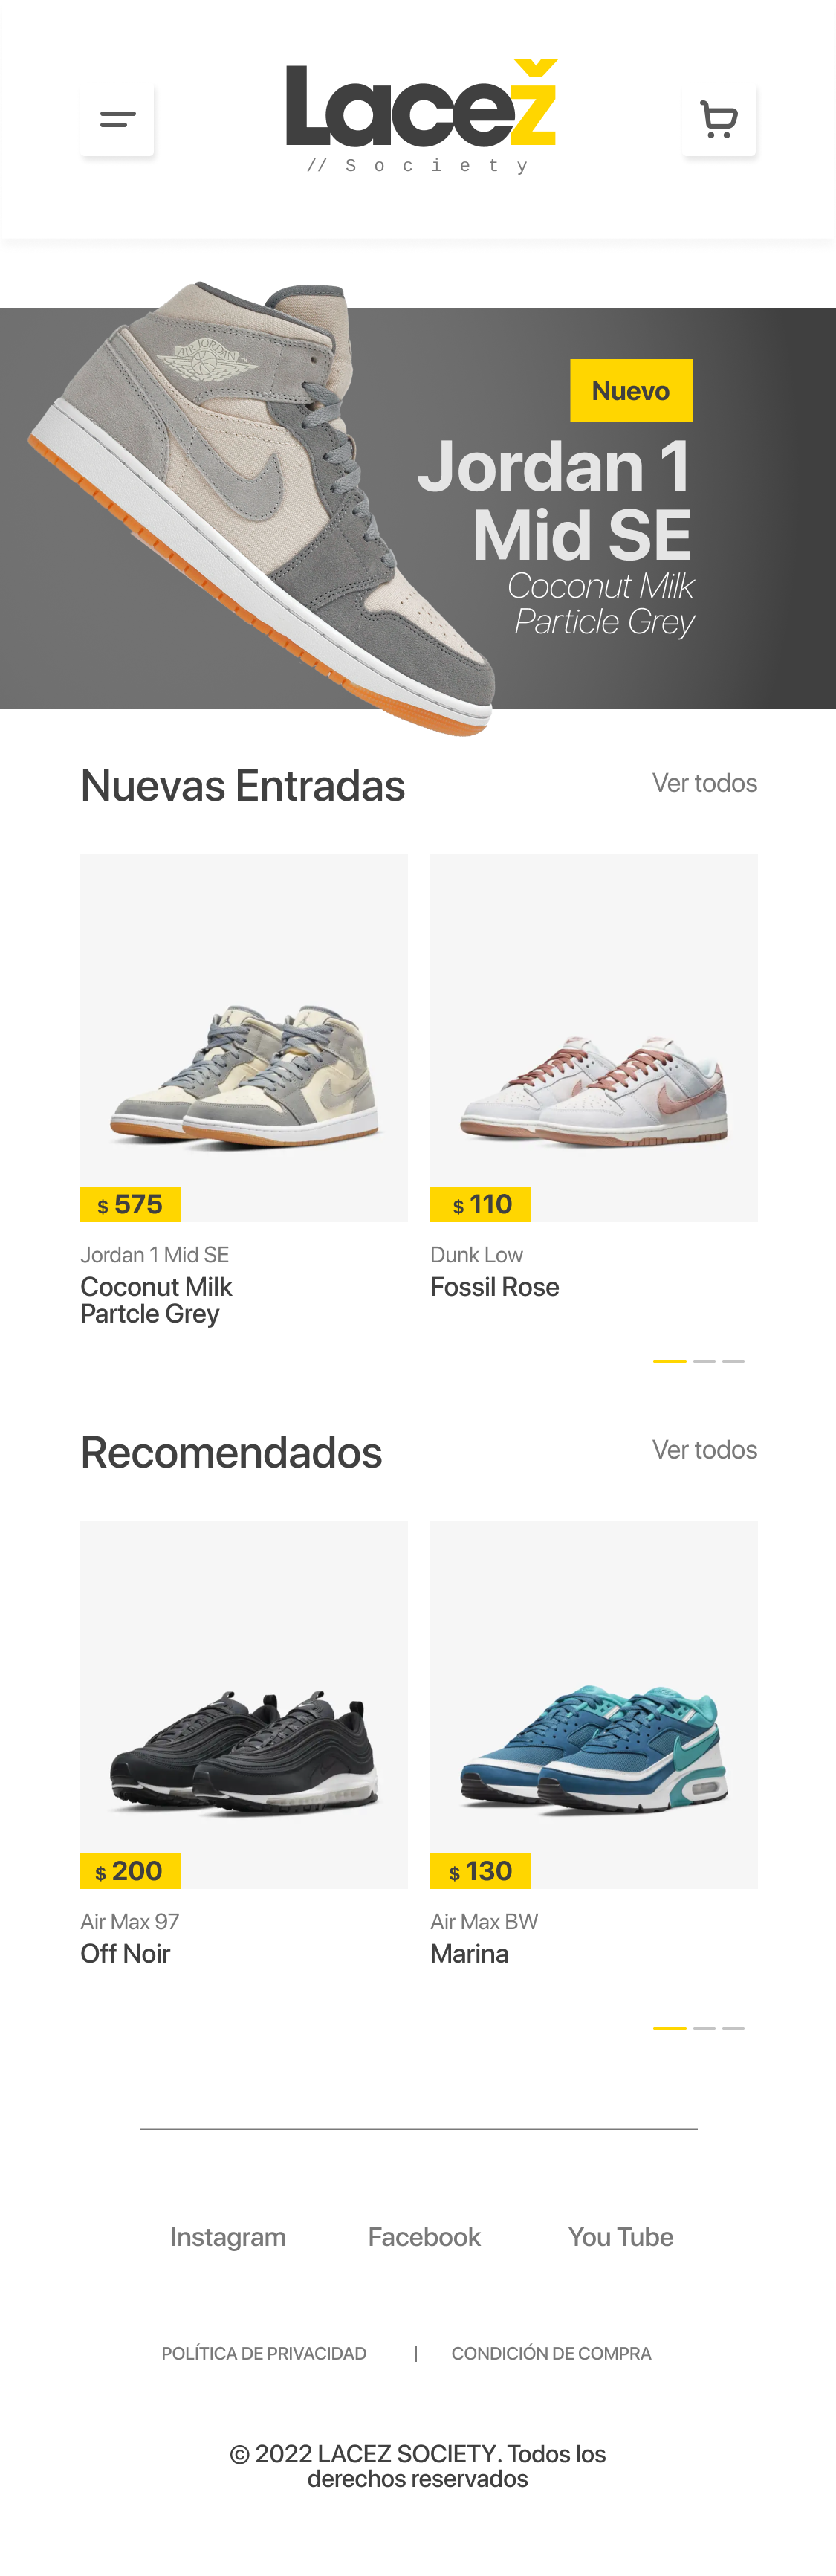 Lacež
// Society
AIR JORDAN
Nuevo
Jordan 1
Mid SE
Coconut Milk
Particle Grey
Nuevas Entradas
Ver todos
$ 575
$ 110
Jordan 1 Mid SE
Dunk Low
Coconut Milk
Partcle Grey
Fossil Rose
Recomendados
Ver todos
$ 200
$ 130
Air Max 97
Air Max BW
Off Noir
Marina
Instagram
Facebook
You Tube
POLÍTICA DE PRIVACIDAD | CONDICIÓN DE COMPRA
© 2022 LACEZ SOCIETY. Todos los
derechos reservados